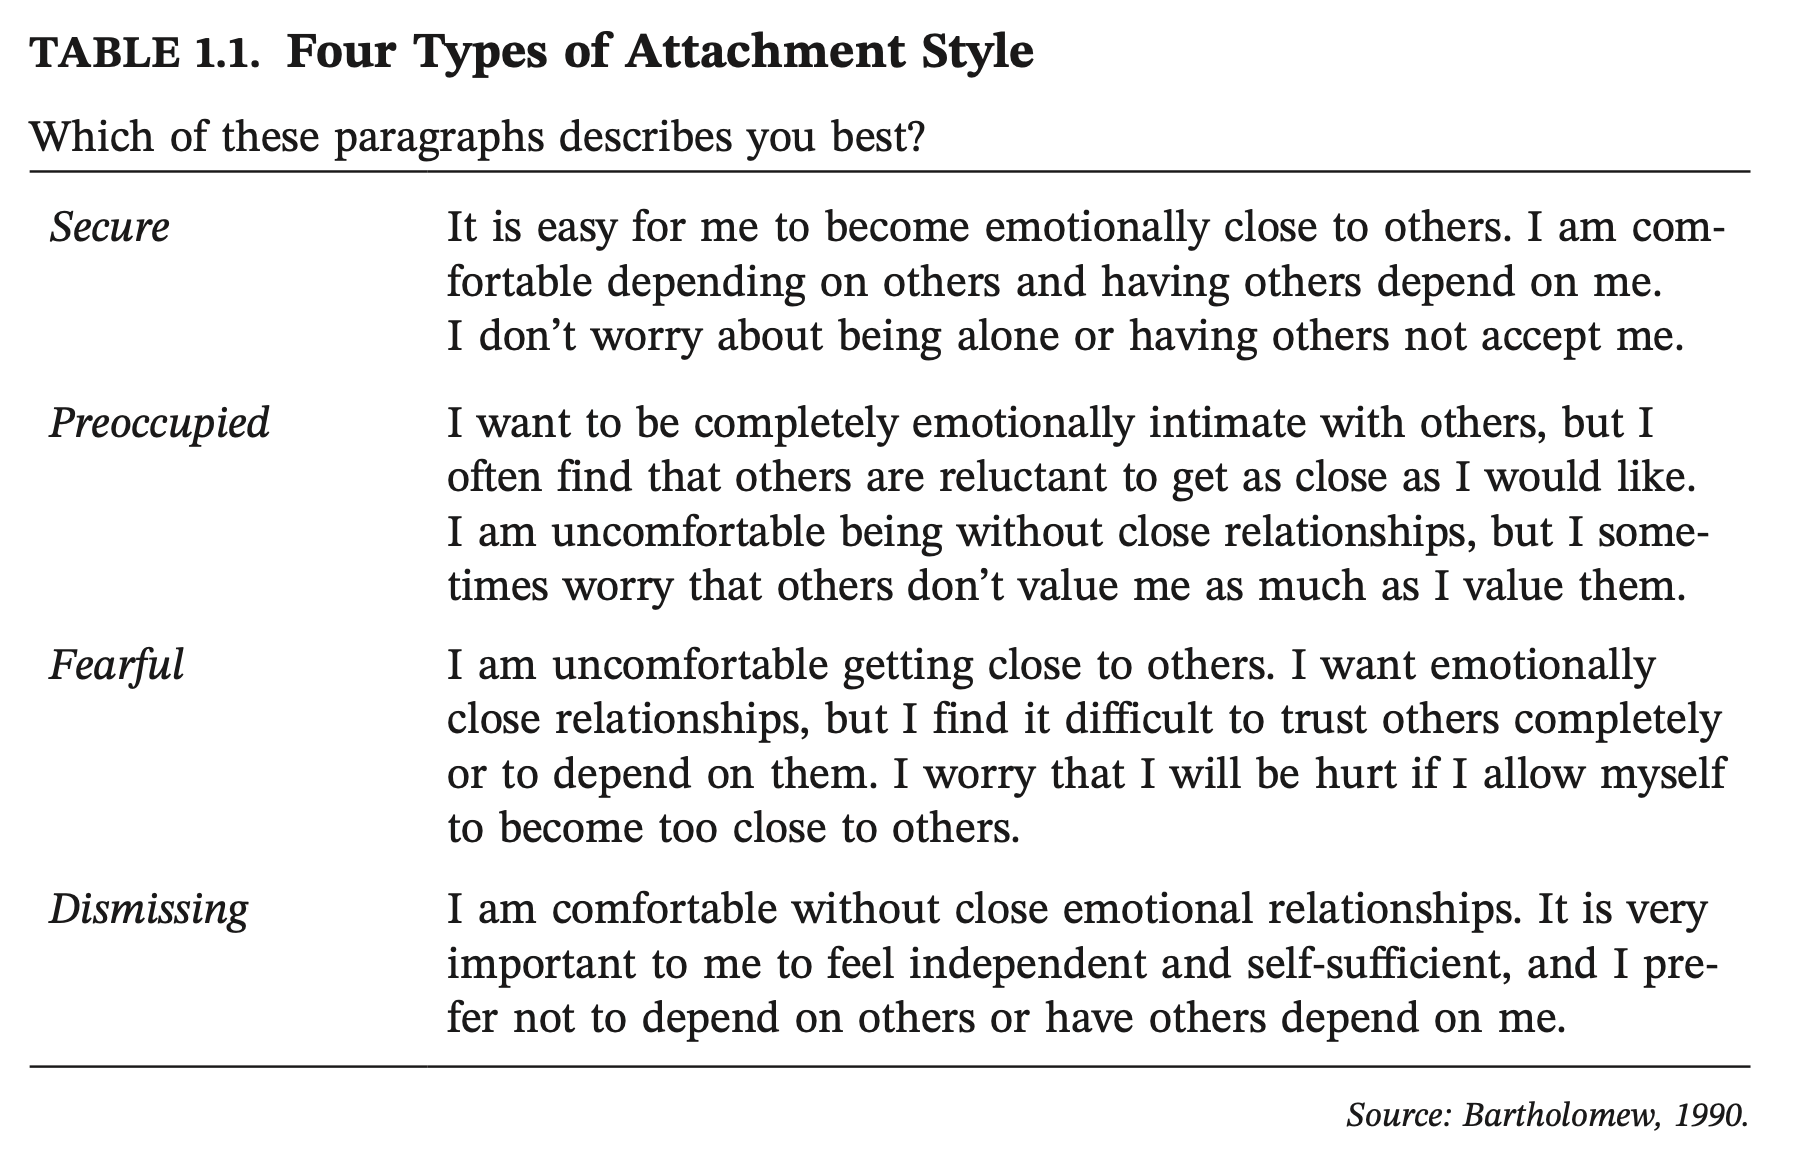 TABLE 1.1. Four Types of Attachment Style
Which of these paragraphs describes you best?
Secure
It is easy for me to become emotionally close to others. I am com-
fortable depending on others and having others depend on me.
I don’t worry about being alone or having others not accept me.
Preoccupied
I want to be completely emotionally intimate with others, but I
often find that others are reluctant to get as close as I would like.
I am uncomfortable being without close relationships, but I some-
times worry that others don’t value me as much as I value them.
Fearful
I am uncomfortable getting close to others. I want emotionally
close relationships, but I find it difficult to trust others completely
or to depend on them. I worry that I will be hurt if I allow myself
to become too close to others.
Dismissing
I am comfortable without close emotional relationships. It is very
important to me to feel independent and self-sufficient, and I pre-
fer not to depend on others or have others depend on me.
Source: Bartholomew, 1990.